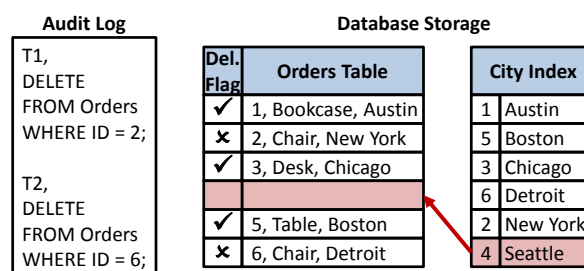 Audit Log
Database Storage
T1,
DELETE
FROM Orders
WHERE ID = 2;
T2,
DELETE
FROM Orders
WHERE ID = 6;
Del.
Flag
Orders Table
✓ 1, Bookcase, Austin
✗ 2, Chair, New York
✓ 3, Desk, Chicago
✓ 5, Table, Boston
✗ 6, Chair, Detroit
City Index
1 Austin
5 Boston
3 Chicago
6 Detroit
2 New York
4 Seattle